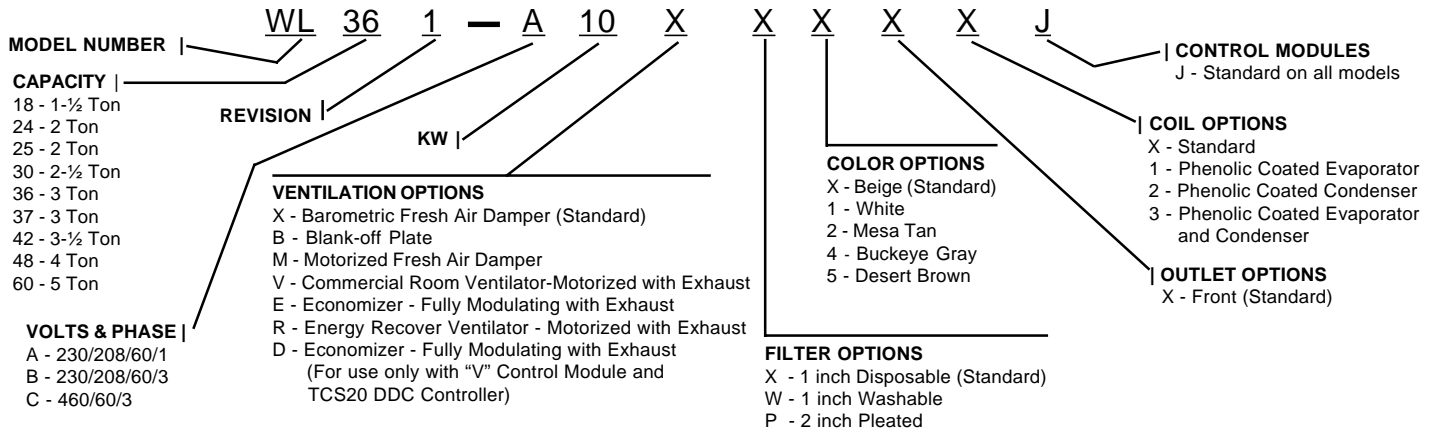 WL 36 1 – A 10 X X X X X J
MODEL NUMBER |
CAPACITY |
18 - 1-½ Ton
24 - 2 Ton
25 - 2 Ton
30 - 2-½ Ton
36 - 3 Ton
37 - 3 Ton
42 - 3-½ Ton
48 - 4 Ton
60 - 5 Ton
REVISION |
VOLTS & PHASE |
A - 230/208/60/1
B - 230/208/60/3
C - 460/60/3
KW |
VENTILATION OPTIONS
X - Barometric Fresh Air Damper (Standard)
B - Blank-off Plate
M - Motorized Fresh Air Damper
V - Commercial Room Ventilator-Motorized with Exhaust
E - Economizer - Fully Modulating with Exhaust
R - Energy Recover Ventilator - Motorized with Exhaust
D - Economizer - Fully Modulating with Exhaust
(For use only with “V” Control Module and
TCS20 DDC Controller)
FILTER OPTIONS
X - 1 inch Disposable (Standard)
W - 1 inch Washable
P - 2 inch Pleated
COLOR OPTIONS
X - Beige (Standard)
1 - White
2 - Mesa Tan
4 - Buckeye Gray
5 - Desert Brown
| OUTLET OPTIONS
X - Front (Standard)
| COIL OPTIONS
X - Standard
1 - Phenolic Coated Evaporator
2 - Phenolic Coated Condenser
3 - Phenolic Coated Evaporator
and Condenser
| CONTROL MODULES
J - Standard on all models